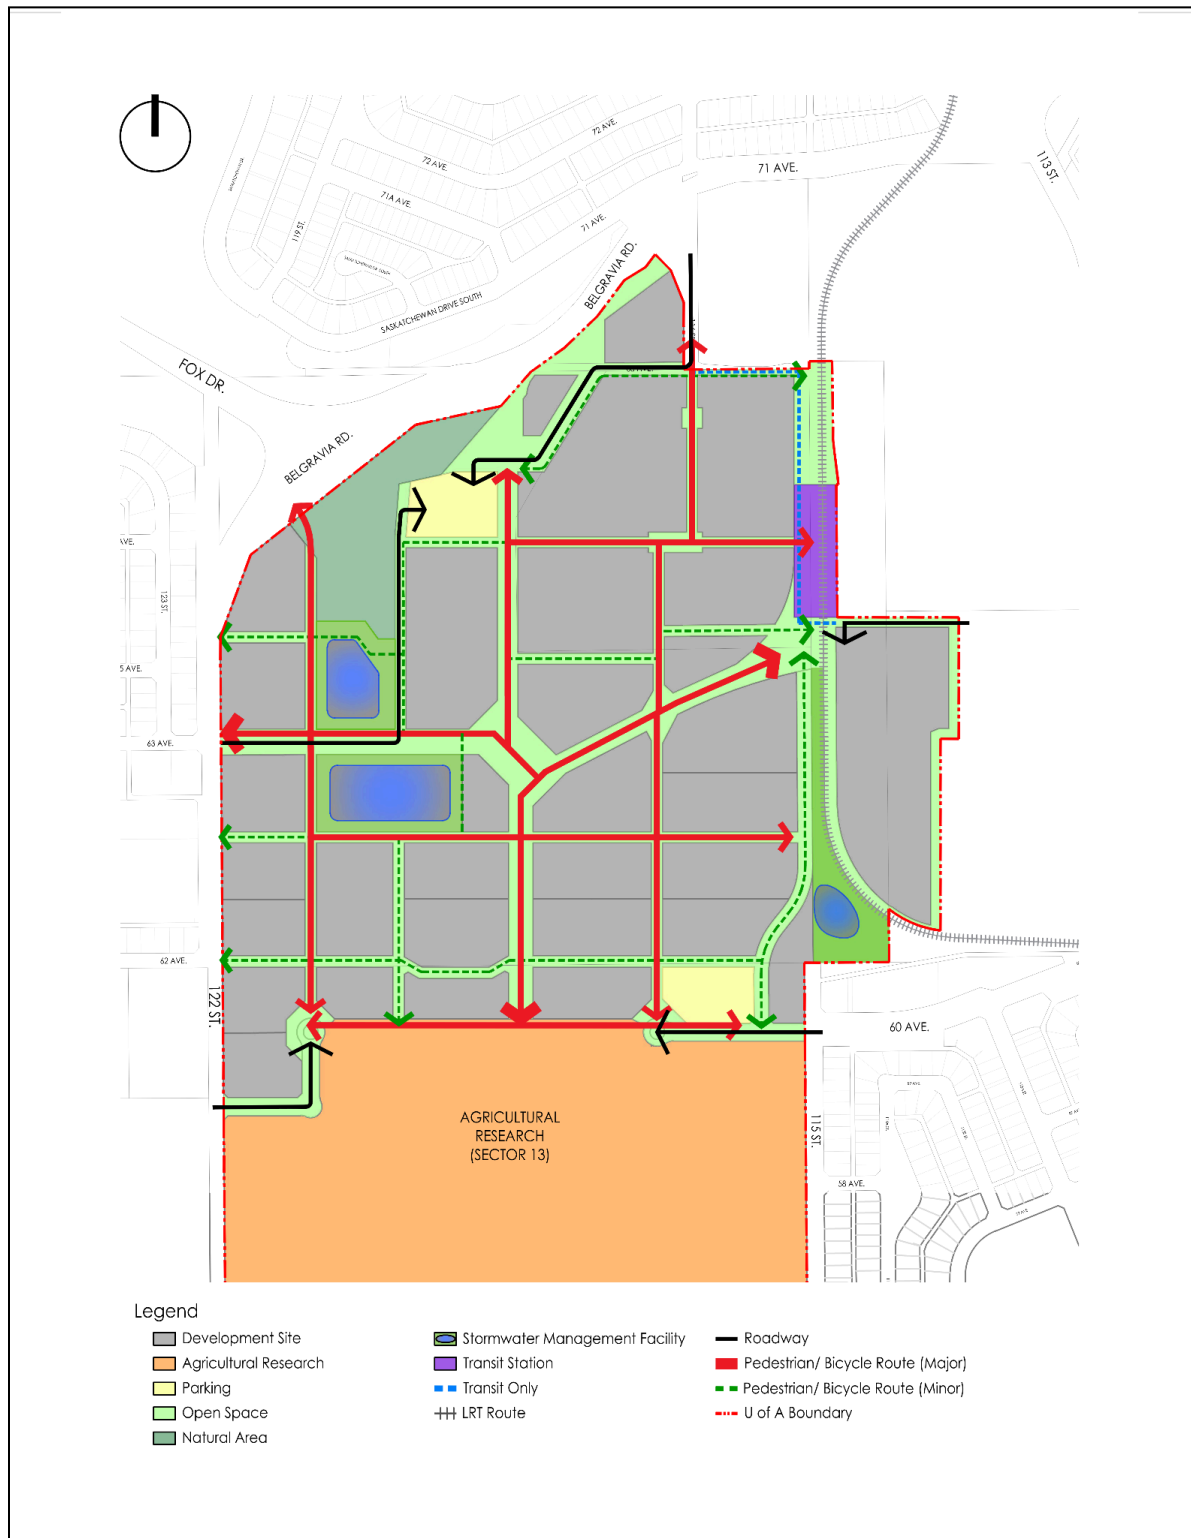 72 AVE.
72 AVE.
71 AVE.
113 ST.
71A AVE.
71 AVE.
119 ST.
BELGRAVIA RD.
SASKATCHEWAN DRIVE SOUTH
FOX DR.
BELGRAVIA RD.
AVE.
123 ST.
5 AVE.
63 AVE.
62 AVE.
122 ST.
60 AVE.
AGRICULTURAL
RESEARCH
(SECTOR 13)
115 ST.
58 AVE.
Legend
Development Site
Agricultural Research
Parking
Open Space
Natural Area
Stormwater Management Facility
Transit Station
Transit Only
LRT Route
Roadway
Pedestrian/ Bicycle Route (Major)
Pedestrian/ Bicycle Route (Minor)
U of A Boundary